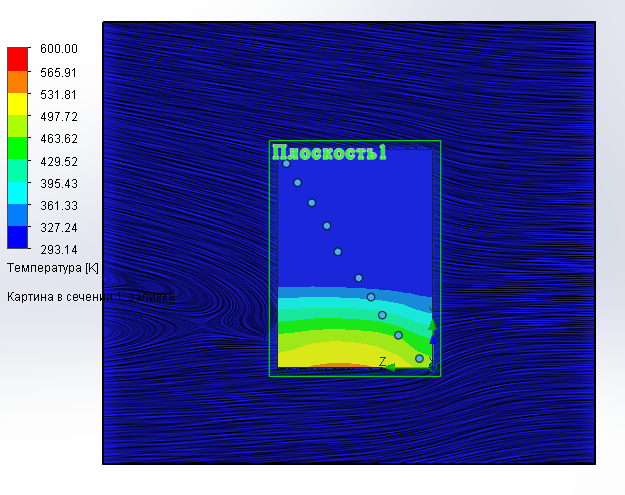 600.00
565.91
531.81
497.72
463.62
429.52
395.43
361.33
327.24
293.14
Температура [K]
Картина в сечении 1: заливка
Плоскость1
Z